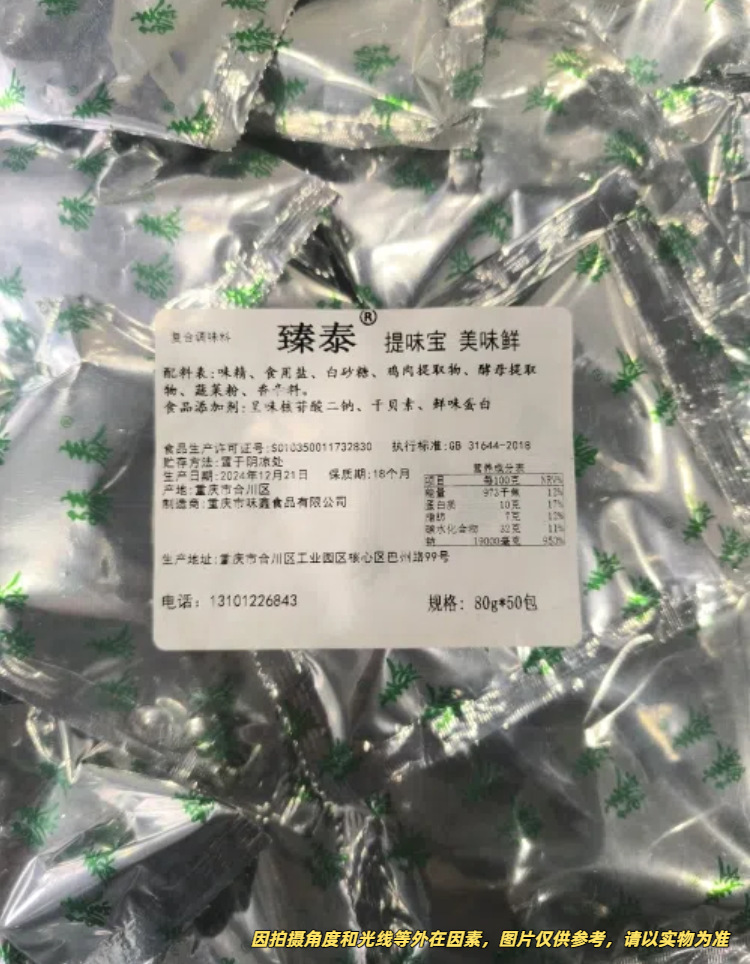 复合调味料 臻泰® 提味宝 美味鲜
配料表:味精、食用盐、白砂糖、鸡肉提取物、酵母提取
物、蔬菜粉、香辛料。
食品添加剂:呈味核苷酸二钠、干贝素、鲜味蛋白
食品生产许可证号:SC10350011732830 执行标准:GB 31644-2018
贮存方法:置于阴凉处
生产日期:2024年12月21日 保质期:18个月
产地:重庆市合川区
制造商:重庆市味鑫食品有限公司
营养成分表
项目 每100克 NRV%
能量 973千焦 12%
蛋白质 10克 17%
脂肪 7克 12%
碳水化合物 32克 11%
钠 19000毫克 950%
生产地址:重庆市合川区工业园区核心区巴州路99号
电话: 13101226843 规格: 80g*50包
因拍摄角度和光线等外在因素，图片仅供参考，请以实物为准